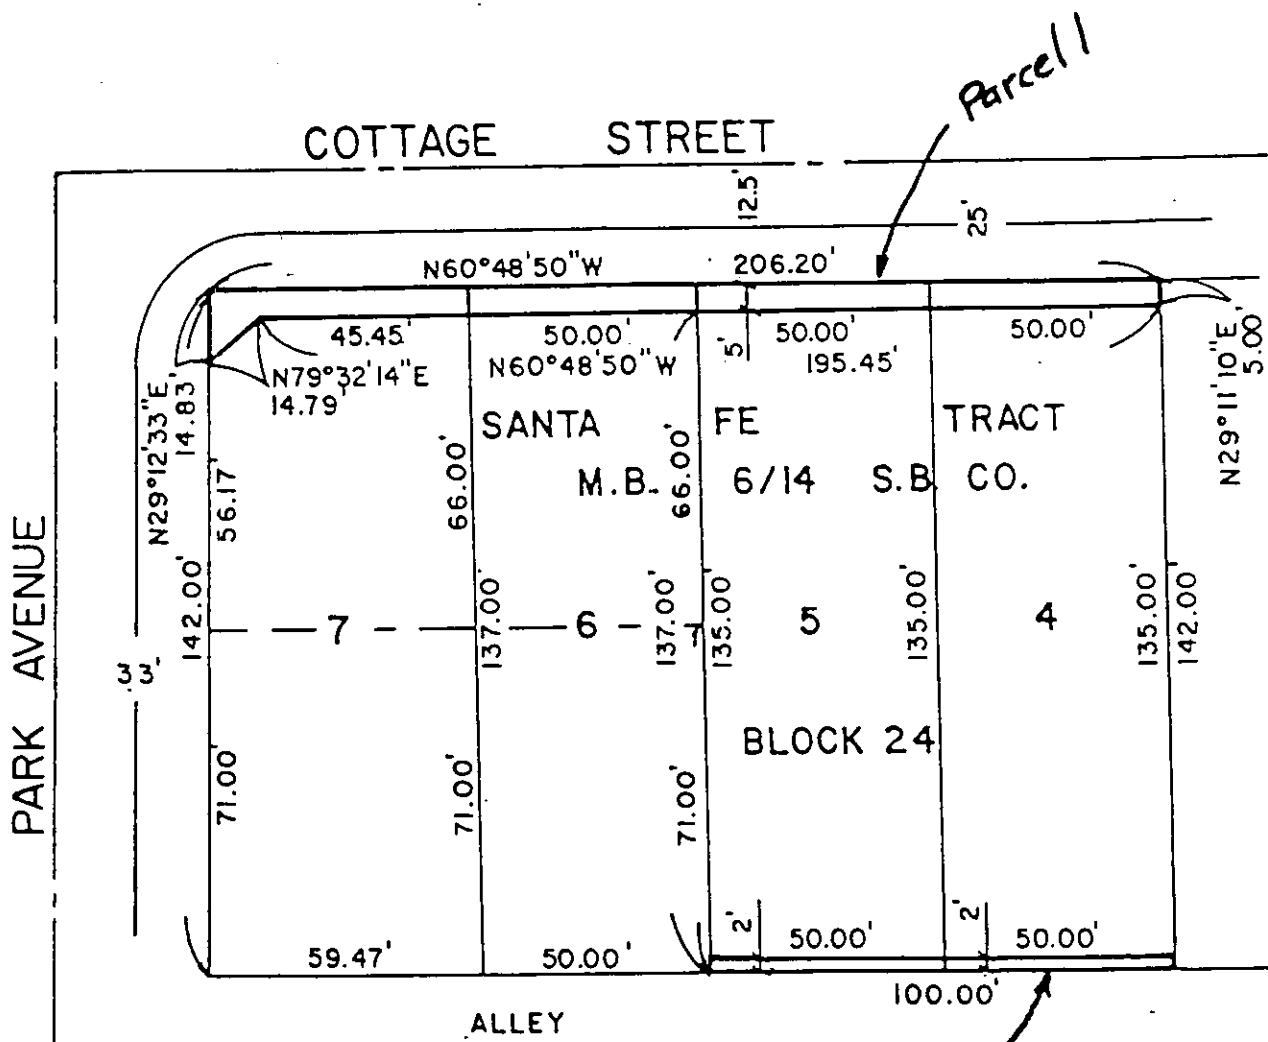 Parcel 1
COTTAGE STREET
12.5'
25'
N60°48'50"W 206.20'
45.45' 50.00' 50.00' 50.00'
5'
N60°48'50"W 195.45'
N79°32'14"E
14.79'
N29°12'33"E
14.83'
N29°11'10"E
5.00'
SANTA FE TRACT
M.B. 6/14 S.B. CO.
56.17
66.00'
66.00'
PARK AVENUE
33'
142.00'
7
137.00'
6
137.00'
135.00'
5
135.00'
4
135.00'
142.00'
BLOCK 24
71.00'
71.00'
71.00'
2'
2'
59.47' 50.00' 50.00' 50.00'
100.00'
ALLEY